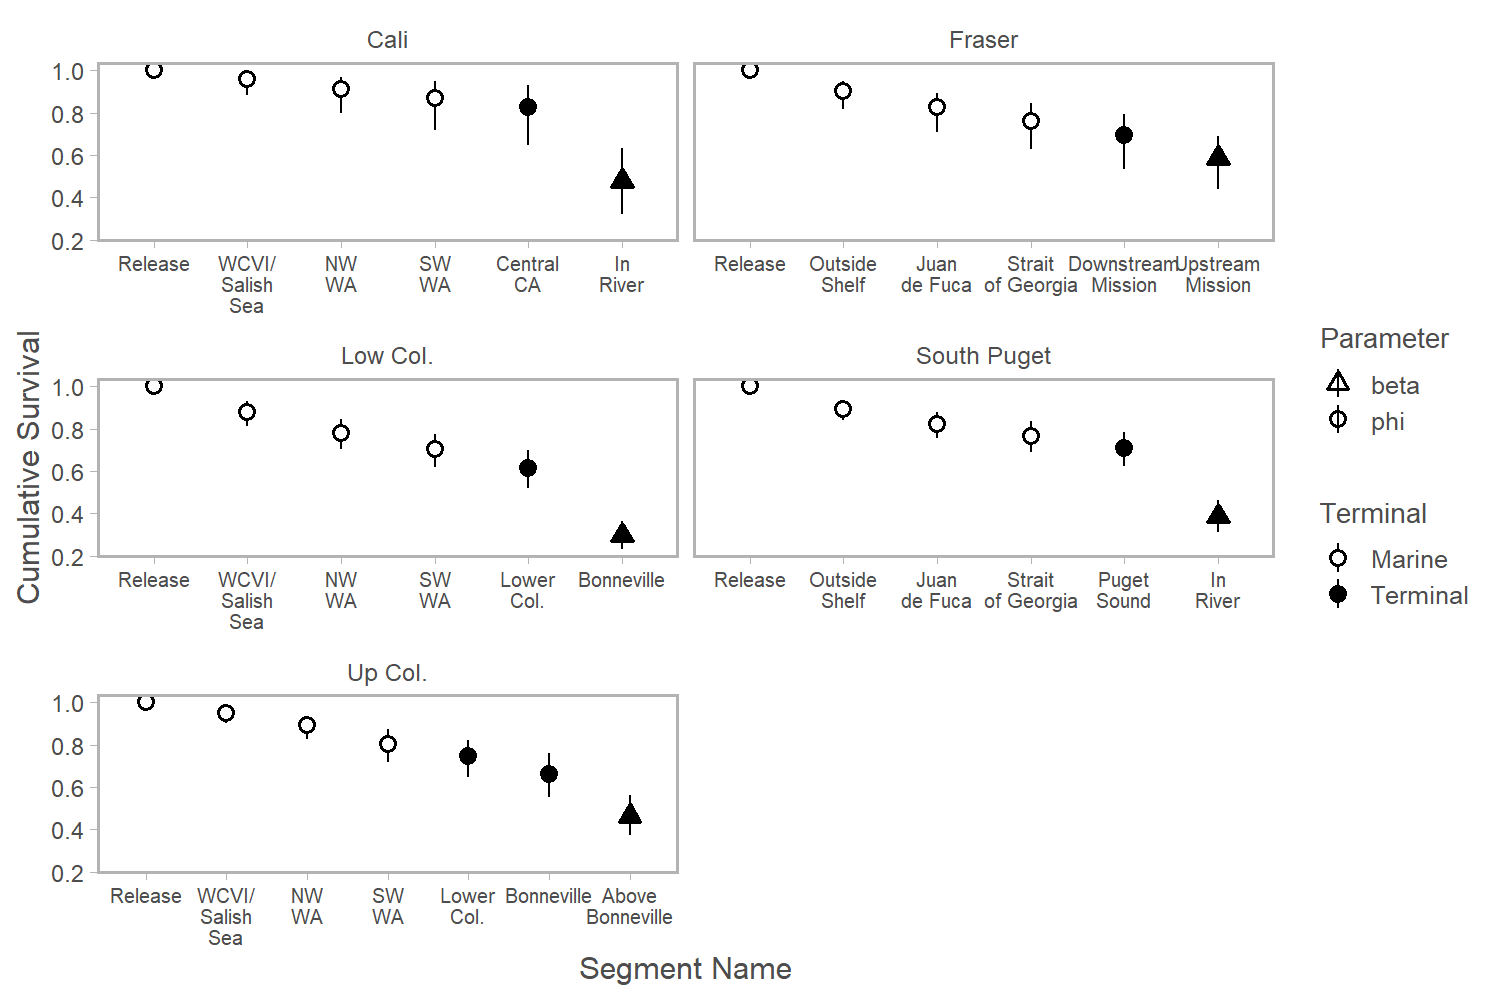 Cali
Fraser
1.0
0.8
0.6
0.4
0.2
Release
WCVI/
Salish
Sea
NW
WA
SW
WA
Central
CA
In
River
Release
Outside
Shelf
Juan
de Fuca
Strait
of Georgia
Downstream
Mission
Upstream
Mission
Low Col.
South Puget
1.0
0.8
0.6
0.4
0.2
Release
WCVI/
Salish
Sea
NW
WA
SW
WA
Lower
Col.
Bonneville
Release
Outside
Shelf
Juan
de Fuca
Strait
of Georgia
Puget
Sound
In
River
Up Col.
1.0
0.8
0.6
0.4
0.2
Release
WCVI/
Salish
Sea
NW
WA
SW
WA
Lower
Col.
Bonneville
Above
Bonneville
Cumulative Survival
Segment Name
Parameter
beta
phi
Terminal
Marine
Terminal